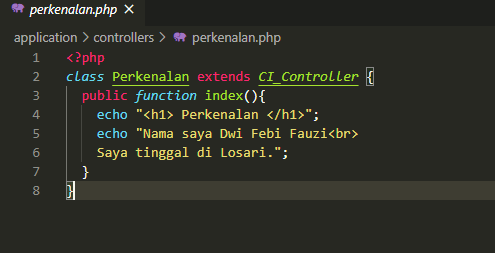 perkenalan.php ×
application > controllers > perkenalan.php
1 <?php
2 class Perkenalan extends CI_Controller {
3 public function index(){
4 echo "<h1> Perkenalan </h1>";
5 echo "Nama saya Dwi Febi Fauzi<br>
6 Saya tinggal di Losari.";
7 }
8 }